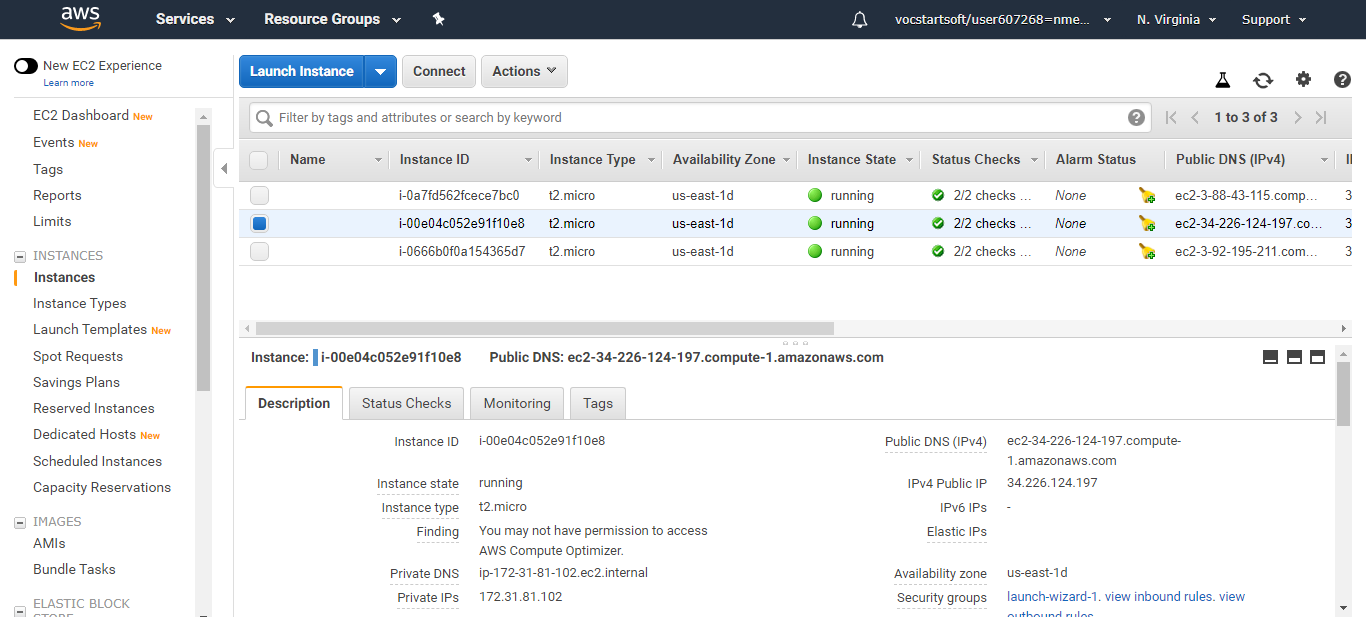 aws Services Resource Groups vocstartsoft/user607268=nme... N. Virginia Support
New EC2 Experience
Learn more
EC2 Dashboard New
Events New
Tags
Reports
Limits
INSTANCES
Instances
Instance Types
Launch Templates New
Spot Requests
Savings Plans
Reserved Instances
Dedicated Hosts New
Scheduled Instances
Capacity Reservations
IMAGES
AMIs
Bundle Tasks
ELASTIC BLOCK
STORE
Launch Instance Connect Actions
Filter by tags and attributes or search by keyword
1 to 3 of 3
Name Instance ID Instance Type Availability Zone Instance State Status Checks Alarm Status Public DNS (IPv4)
i-0a7fd562fcece7bc0 t2.micro us-east-1d running 2/2 checks ... None ec2-3-88-43-115.comp... 3
i-00e04c052e91f10e8 t2.micro us-east-1d running 2/2 checks ... None ec2-34-226-124-197.co... 3
i-0666b0f0a154365d7 t2.micro us-east-1d running 2/2 checks ... None ec2-3-92-195-211.com... 3
Instance: i-00e04c052e91f10e8 Public DNS: ec2-34-226-124-197.compute-1.amazonaws.com
Description Status Checks Monitoring Tags
Instance ID i-00e04c052e91f10e8
Instance state running
Instance type t2.micro
Finding You may not have permission to access
AWS Compute Optimizer.
Private DNS ip-172-31-81-102.ec2.internal
Private IPs 172.31.81.102
Public DNS (IPv4) ec2-34-226-124-197.compute-
1.amazonaws.com
IPv4 Public IP 34.226.124.197
IPv6 IPs -
Elastic IPs
Availability zone us-east-1d
Security groups launch-wizard-1. view inbound rules. view
outbound rules